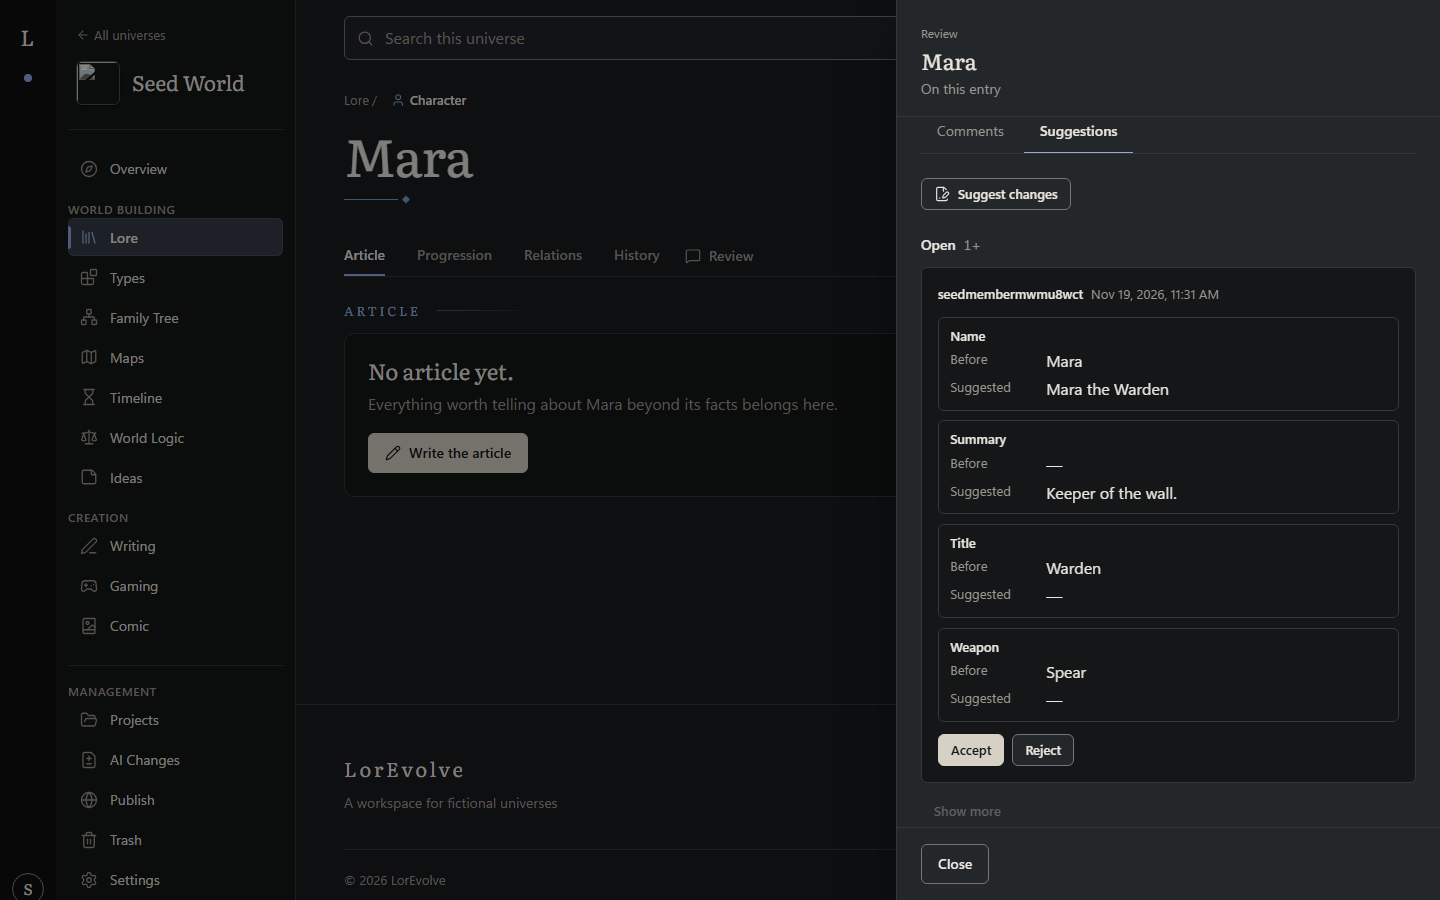 L
All universes
Seed World
Overview
WORLD BUILDING
Lore
Types
Family Tree
Maps
Timeline
World Logic
Ideas
CREATION
Writing
Gaming
Comic
MANAGEMENT
Projects
AI Changes
Publish
Trash
Settings
S
Search this universe
Lore / Character
Mara
Article Progression Relations History Review
ARTICLE
No article yet.
Everything worth telling about Mara beyond its facts belongs here.
Write the article
LorEvolve
A workspace for fictional universes
© 2026 LorEvolve
Review
Mara
On this entry
Comments Suggestions
Suggest changes
Open 1+
seedmembermwmu8wct Nov 19, 2026, 11:31 AM
Name
Before Mara
Suggested Mara the Warden
Summary
Before —
Suggested Keeper of the wall.
Title
Before Warden
Suggested —
Weapon
Before Spear
Suggested —
Accept Reject
Show more
Close